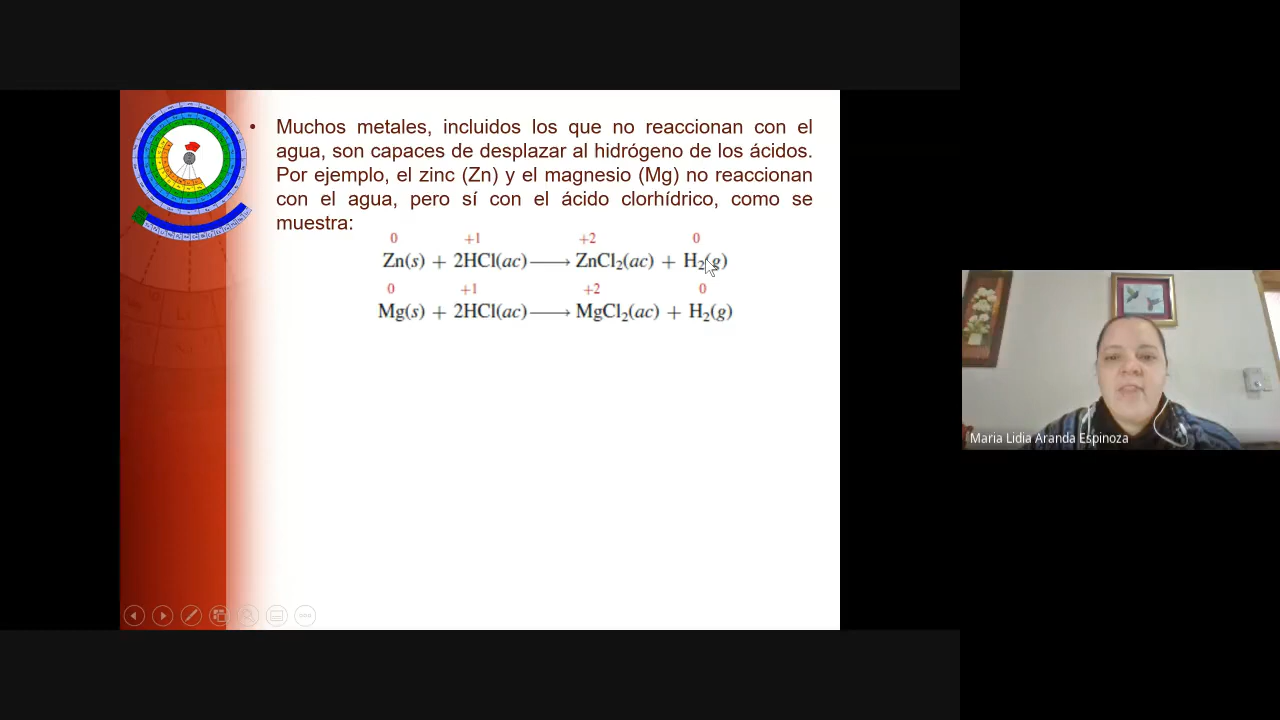 Muchos metales, incluidos los que no reaccionan con el
agua, son capaces de desplazar al hidrógeno de los ácidos.
Por ejemplo, el zinc (Zn) y el magnesio (Mg) no reaccionan
con el agua, pero sí con el ácido clorhídrico, como se
muestra:
0 +1 +2 0
Zn(s) + 2HCl(ac) ⟶ ZnCl₂(ac) + H₂(g)
0 +1 +2 0
Mg(s) + 2HCl(ac) ⟶ MgCl₂(ac) + H₂(g)
Maria Lidia Aranda Espinoza